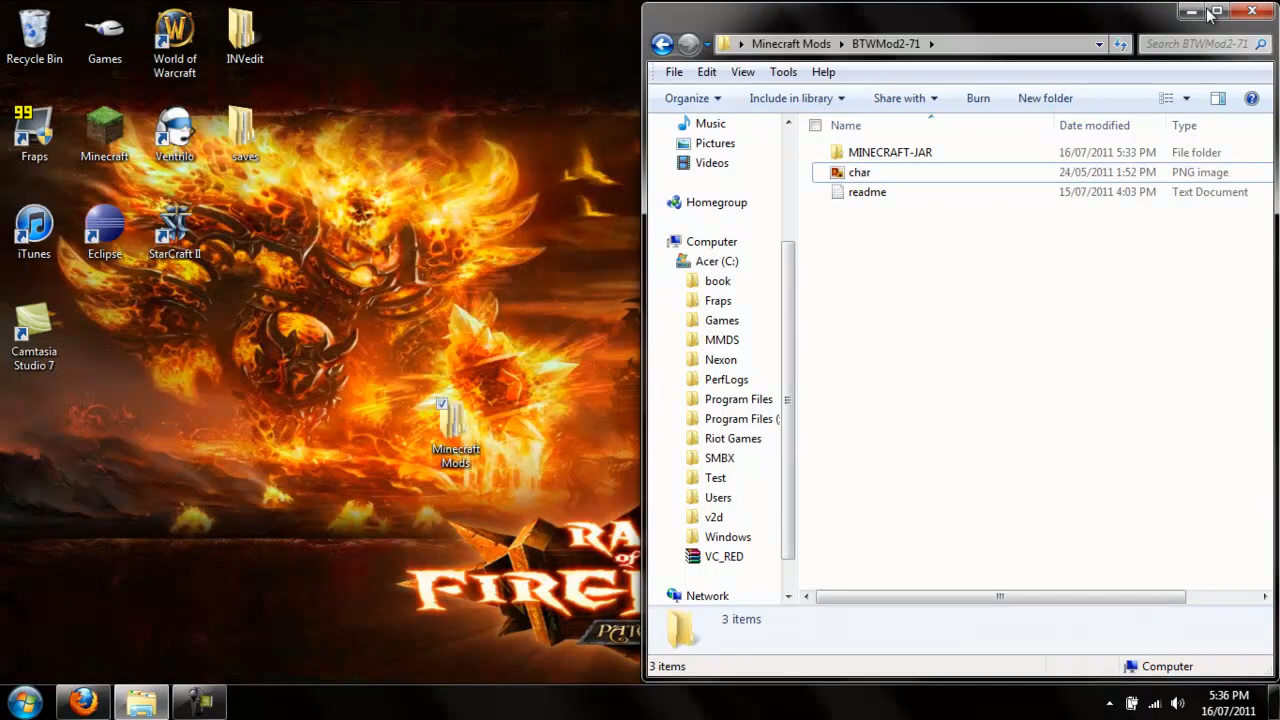 Recycle Bin
Games
World of
Warcraft
INVedit
99
Fraps
Minecraft
Ventrilo
saves
iTunes
Eclipse
StarCraft II
Camtasia
Studio 7
Minecraft
Mods
RA
of
FIRE
PATC
Minecraft Mods
BTWMod2-71
Search BTWMod2-71
File
Edit
View
Tools
Help
Organize
Include in library
Share with
Burn
New folder
Name
Date modified
Type
MINECRAFT-JAR
16/07/2011 5:33 PM
File folder
char
24/05/2011 1:52 PM
PNG image
readme
15/07/2011 4:03 PM
Text Document
Music
Pictures
Videos
Homegroup
Computer
Acer (C:)
book
Fraps
Games
MMDS
Nexon
PerfLogs
Program Files
Program Files (
Riot Games
SMBX
Test
Users
v2d
Windows
VC_RED
Network
3 items
3 items
Computer
5:36 PM
16/07/2011